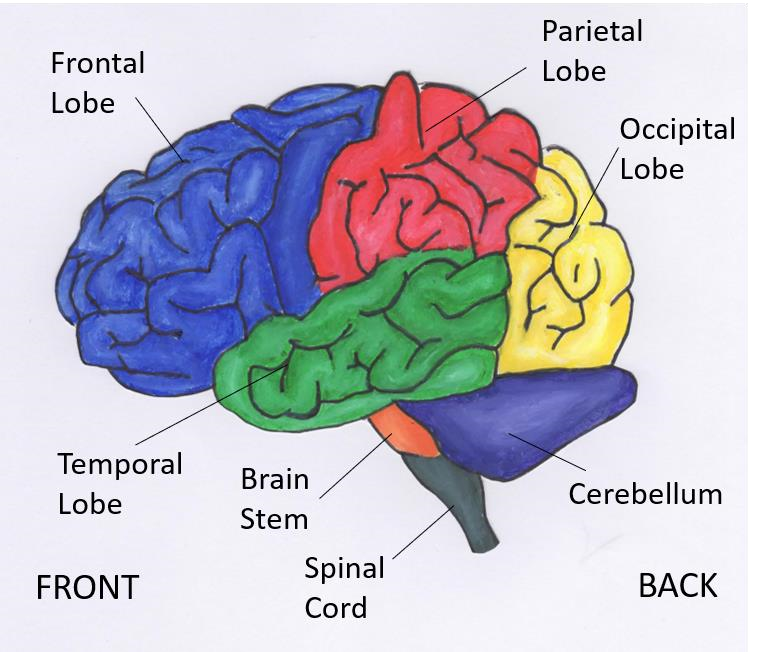 Parietal
Lobe
Frontal
Lobe
Occipital
Lobe
Temporal
Lobe
Brain
Stem
Cerebellum
Spinal
Cord
FRONT
BACK